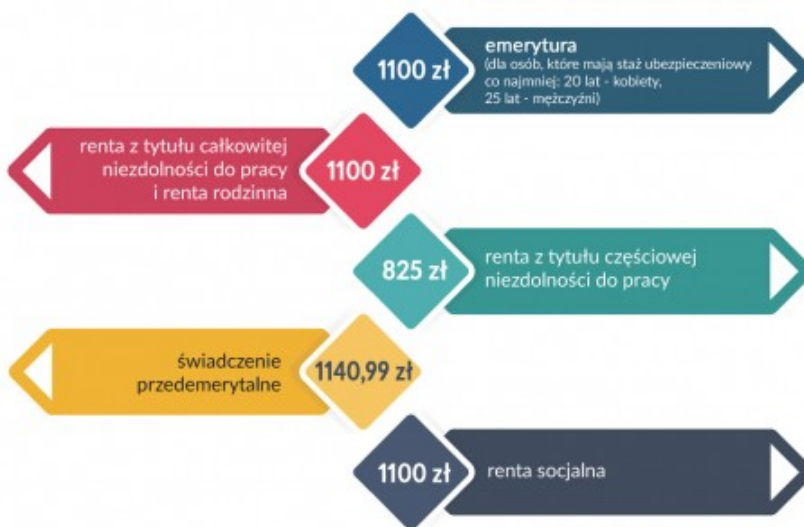 1100 zł
emerytura
(dla osób, które mają staż ubezpieczeniowy
co najmniej: 20 lat - kobiety,
25 lat - mężczyźni)
renta z tytułu całkowitej
niezdolności do pracy
i renta rodzinna
1100 zł
825 zł
renta z tytułu częściowej
niezdolności do pracy
świadczenie
przedemerytalne
1140,99 zł
1100 zł
renta socjalna